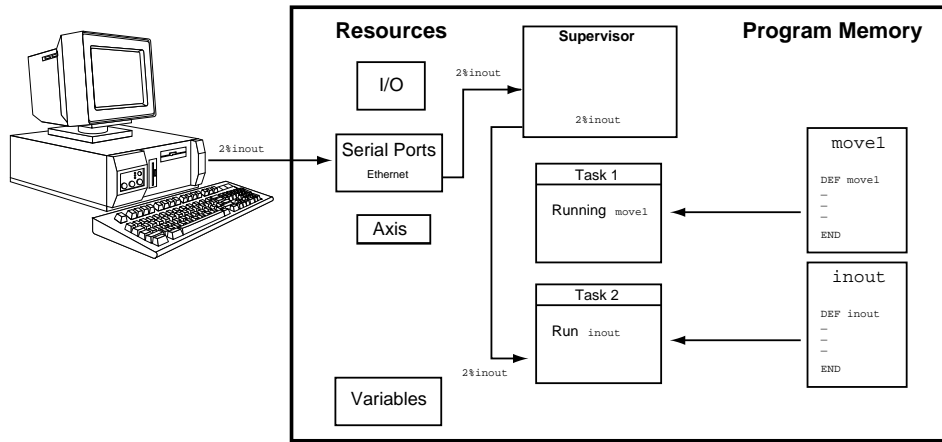 Resources
Supervisor
Program Memory
I/O
2%inout
2%inout
2%inout
Serial Ports
Ethernet
move1
DEF move1
–
–
–
END
Task 1
Running move1
Axis
inout
DEF inout
–
–
–
END
Task 2
Run inout
2%inout
Variables